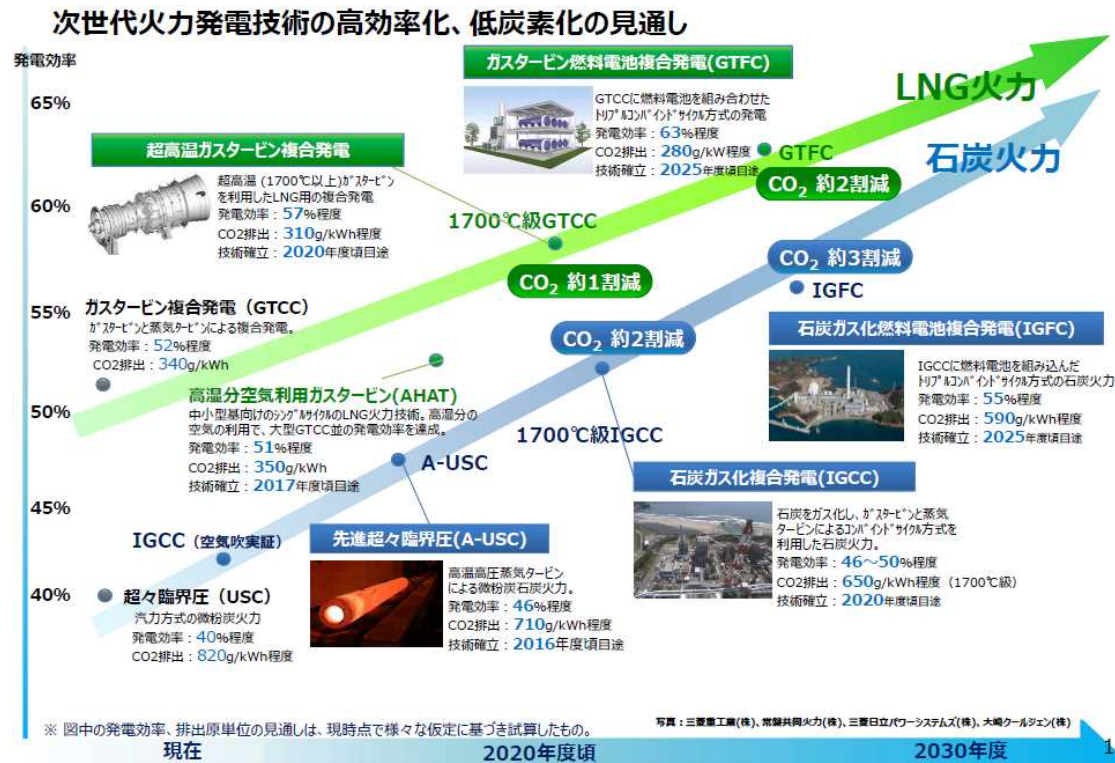 次世代火力発電技術の高効率化、低炭素化の見通し
発電効率
65%
60%
55%
50%
45%
40%
LNG火力
石炭火力
ガスタービン燃料電池複合発電(GTFC)
GTCCに燃料電池を組み合わせた
トリプルコンバインドサイクル方式の発電
発電効率：63%程度
CO2排出：280g/kW程度
技術確立：2025年度頃目途
GTFC
CO2 約2割減
超高温ガスタービン複合発電
超高温 (1700℃以上)ガスタービン
を利用したLNG用の複合発電
発電効率：57%程度
CO2排出：310g/kWh程度
技術確立：2020年度頃目途
1700℃級GTCC
CO2 約1割減
CO2 約3割減
IGFC
ガスタービン複合発電（GTCC）
ガスタービンと蒸気タービンによる複合発電。
発電効率：52%程度
CO2排出：340g/kWh
CO2 約2割減
石炭ガス化燃料電池複合発電(IGFC)
IGCCに燃料電池を組み込んだ
トリプルコンバインドサイクル方式の石炭火力
発電効率：55%程度
CO2排出：590g/kWh程度
技術確立：2025年度頃目途
高湿分空気利用ガスタービン(AHAT)
中小型基向けのシングルサイクルのLNG火力技術。高湿分の
空気の利用で、大型GTCC並の発電効率を達成。
発電効率：51%程度
CO2排出：350g/kWh
技術確立：2017年度頃目途
1700℃級IGCC
A-USC
石炭ガス化複合発電(IGCC)
石炭をガス化し、ガスタービンと蒸気
タービンによるコンバインドサイクル方式を
利用した石炭火力。
発電効率：46～50%程度
CO2排出：650g/kWh程度（1700℃級）
技術確立：2020年度頃目途
IGCC（空気吹実証）
先進超々臨界圧(A-USC)
高温高圧蒸気タービン
による微粉炭石炭火力。
発電効率：46%程度
CO2排出：710g/kWh程度
技術確立：2016年度頃目途
超々臨界圧（USC）
汽力方式の微粉炭火力
発電効率：40%程度
CO2排出：820g/kWh程度
※ 図中の発電効率、排出原単位の見通しは、現時点で様々な仮定に基づき試算したもの。
写真：三菱重工業(株)、常磐共同火力(株)、三菱日立パワーシステムズ(株)、大崎クールジェン(株)
現在
2020年度頃
2030年度
1